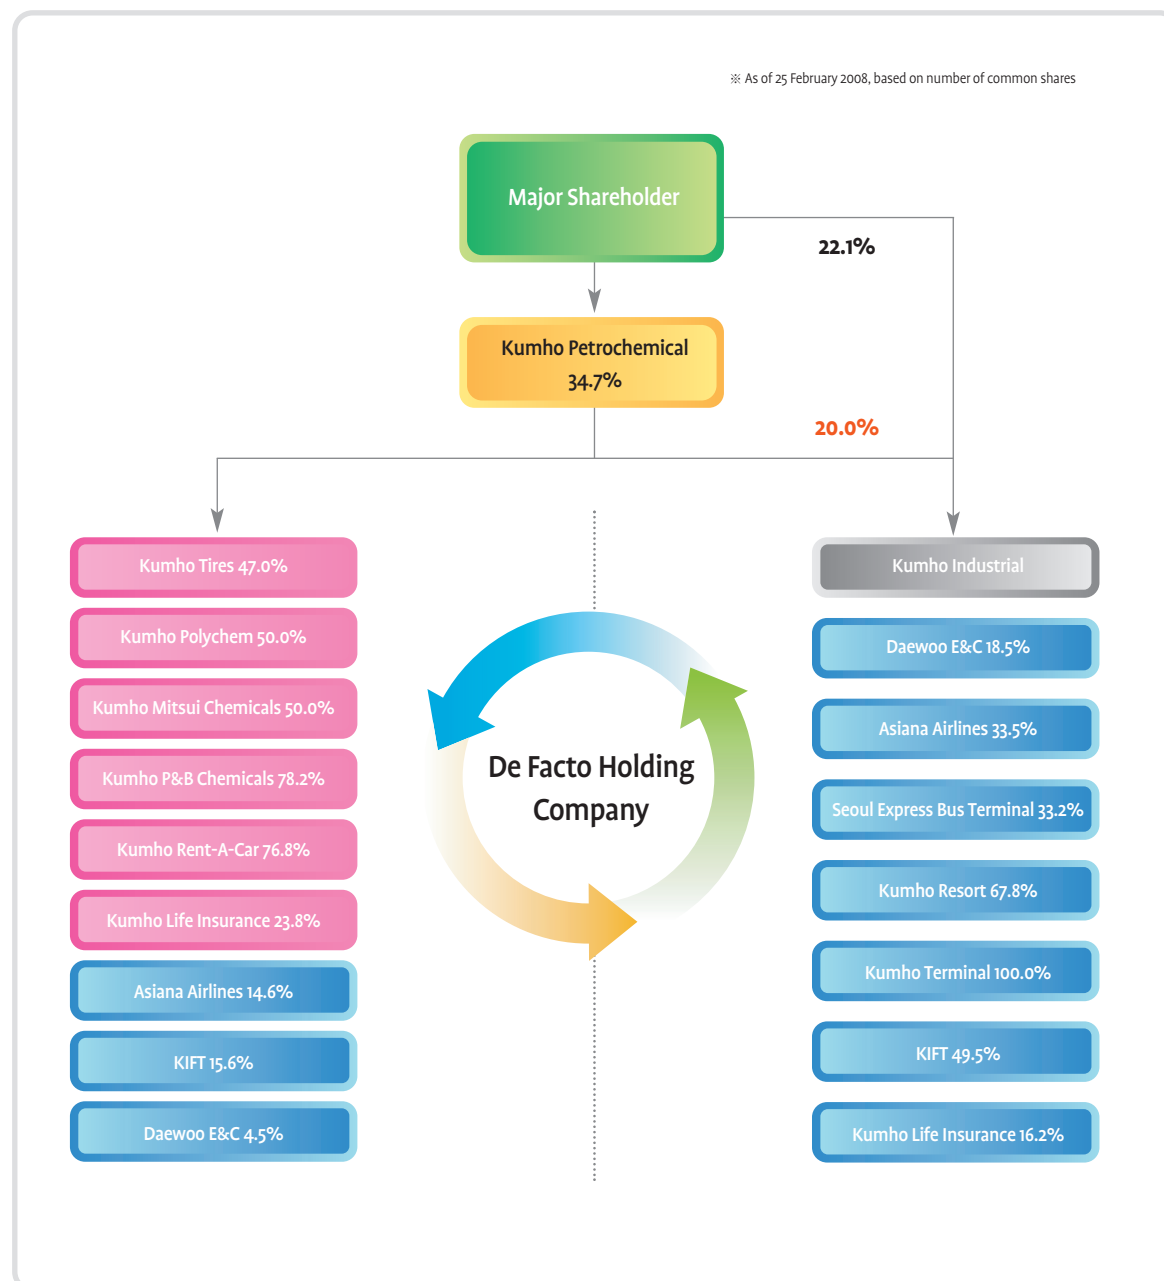 ※ As of 25 February 2008, based on number of common shares
Major Shareholder
22.1%
Kumho Petrochemical
34.7%
20.0%
Kumho Tires 47.0%
Kumho Polychem 50.0%
Kumho Mitsui Chemicals 50.0%
Kumho P&B Chemicals 78.2%
Kumho Rent-A-Car 76.8%
Kumho Life Insurance 23.8%
Asiana Airlines 14.6%
KIFT 15.6%
Daewoo E&C 4.5%
De Facto Holding
Company
Kumho Industrial
Daewoo E&C 18.5%
Asiana Airlines 33.5%
Seoul Express Bus Terminal 33.2%
Kumho Resort 67.8%
Kumho Terminal 100.0%
KIFT 49.5%
Kumho Life Insurance 16.2%